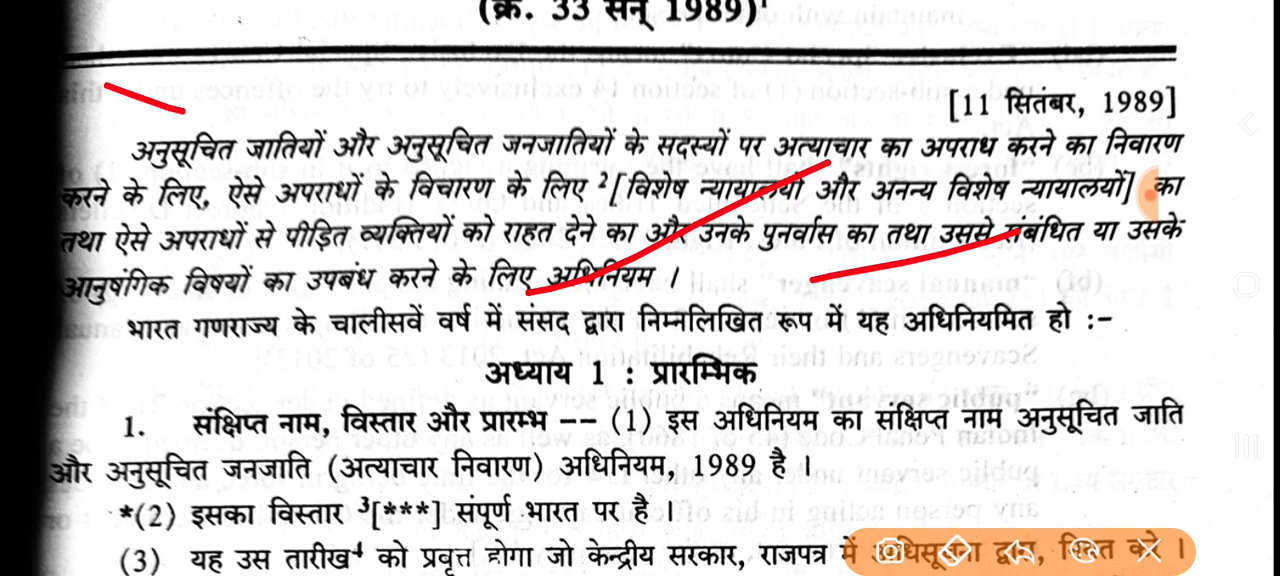 (क्र. 33 सन् 1989)¹
[11 सितंबर, 1989]
अनुसूचित जातियों और अनुसूचित जनजातियों के सदस्यों पर अत्याचार का अपराध करने का निवारण
करने के लिए, ऐसे अपराधों के विचारण के लिए ²[विशेष न्यायालयों और अनन्य विशेष न्यायालयों] का
तथा ऐसे अपराधों से पीड़ित व्यक्तियों को राहत देने का और उनके पुनर्वास का तथा उससे संबंधित या उसके
आनुषंगिक विषयों का उपबंध करने के लिए अधिनियम ।
भारत गणराज्य के चालीसवें वर्ष में संसद द्वारा निम्नलिखित रूप में यह अधिनियमित हो :-
अध्याय 1 : प्रारम्भिक
1. संक्षिप्त नाम, विस्तार और प्रारम्भ -- (1) इस अधिनियम का संक्षिप्त नाम अनुसूचित जाति
और अनुसूचित जनजाति (अत्याचार निवारण) अधिनियम, 1989 है ।
*(2) इसका विस्तार ³[***] संपूर्ण भारत पर है ।
(3) यह उस तारीख⁴ को प्रवृत्त होगा जो केन्द्रीय सरकार, राजपत्र में अधिसूचना द्वारा, नियत करे ।